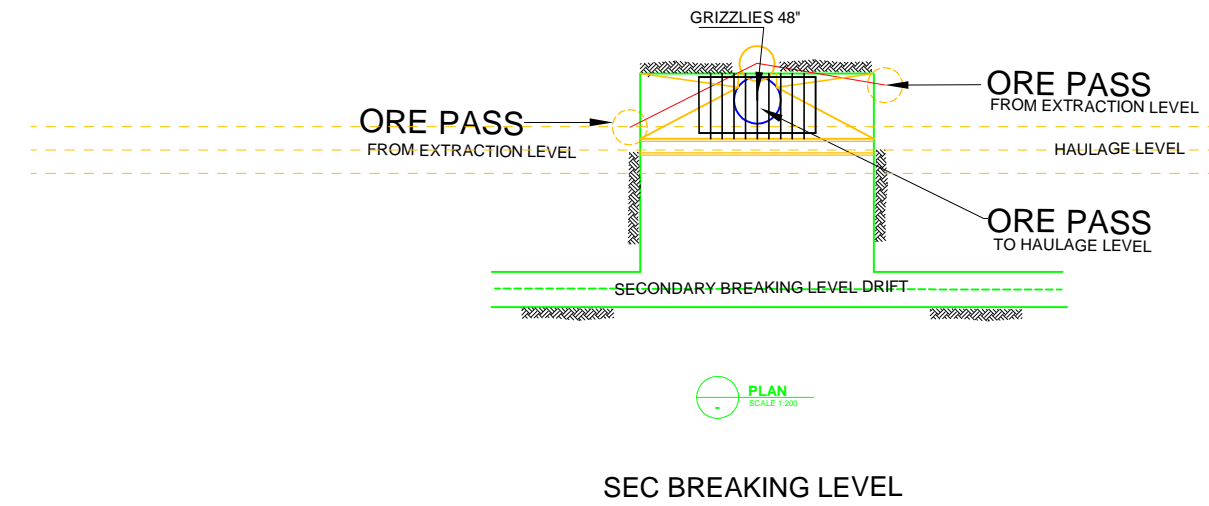 GRIZZLIES 48"
ORE PASS
FROM EXTRACTION LEVEL
ORE PASS
FROM EXTRACTION LEVEL
HAULAGE LEVEL
ORE PASS
TO HAULAGE LEVEL
SECONDARY BREAKING LEVEL DRIFT
-
PLAN
SCALE 1:200
SEC BREAKING LEVEL